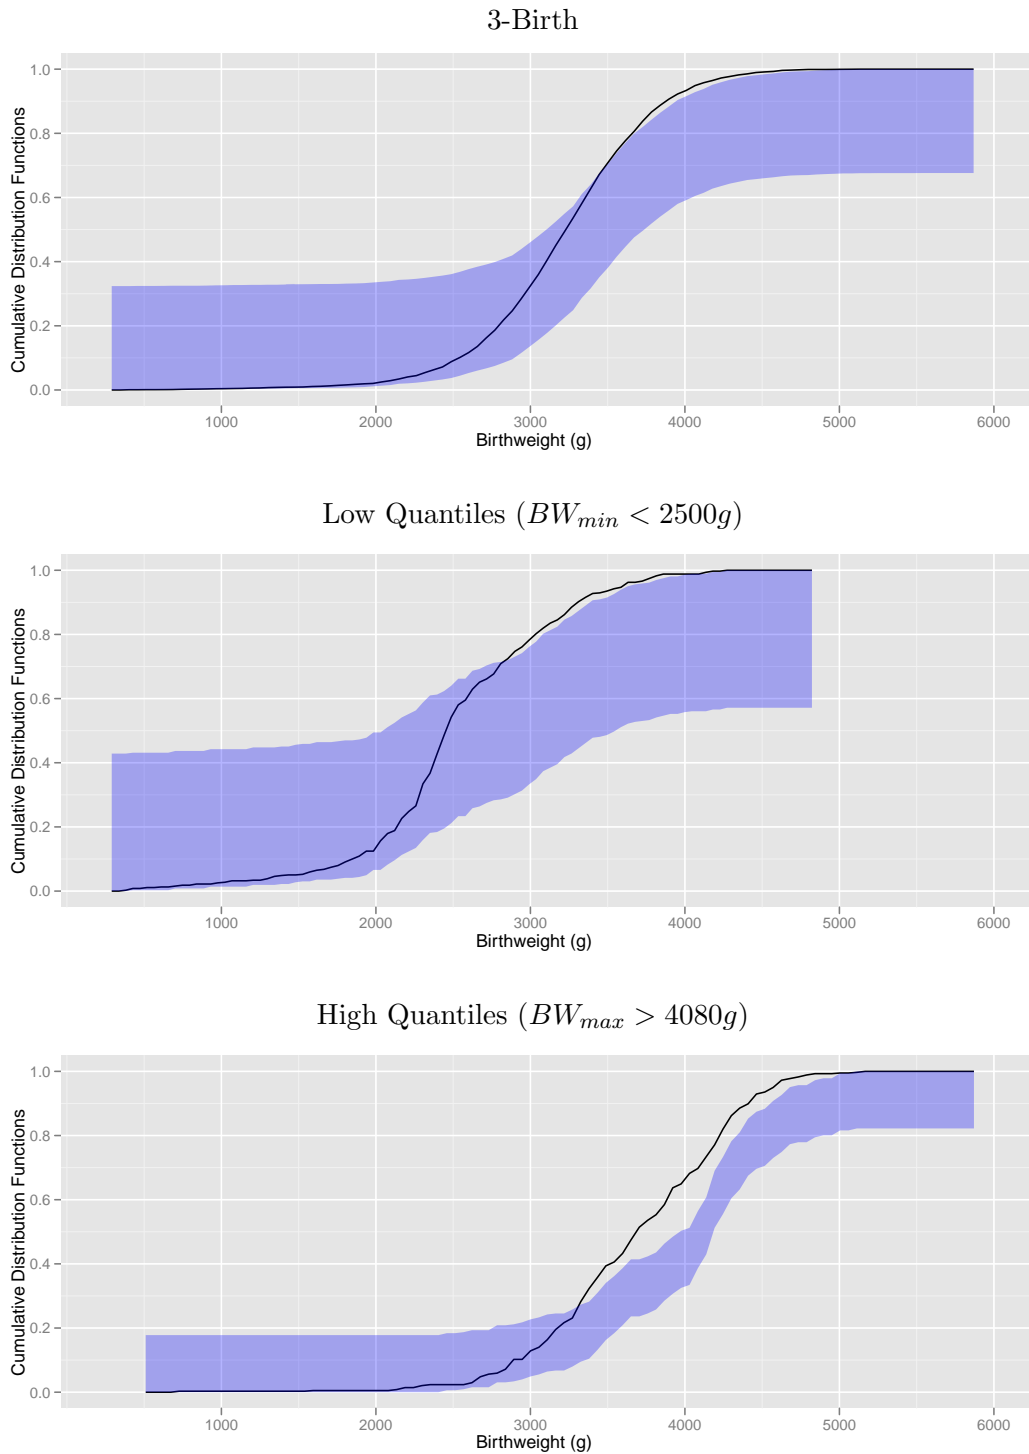 3-Birth
1.0
0.8
0.6
0.4
0.2
0.0
Cumulative Distribution Functions
1000 2000 3000 4000 5000 6000
Birthweight (g)
Low Quantiles (BW_min < 2500g)
1.0
0.8
0.6
0.4
0.2
0.0
Cumulative Distribution Functions
1000 2000 3000 4000 5000 6000
Birthweight (g)
High Quantiles (BW_max > 4080g)
1.0
0.8
0.6
0.4
0.2
0.0
Cumulative Distribution Functions
1000 2000 3000 4000 5000 6000
Birthweight (g)